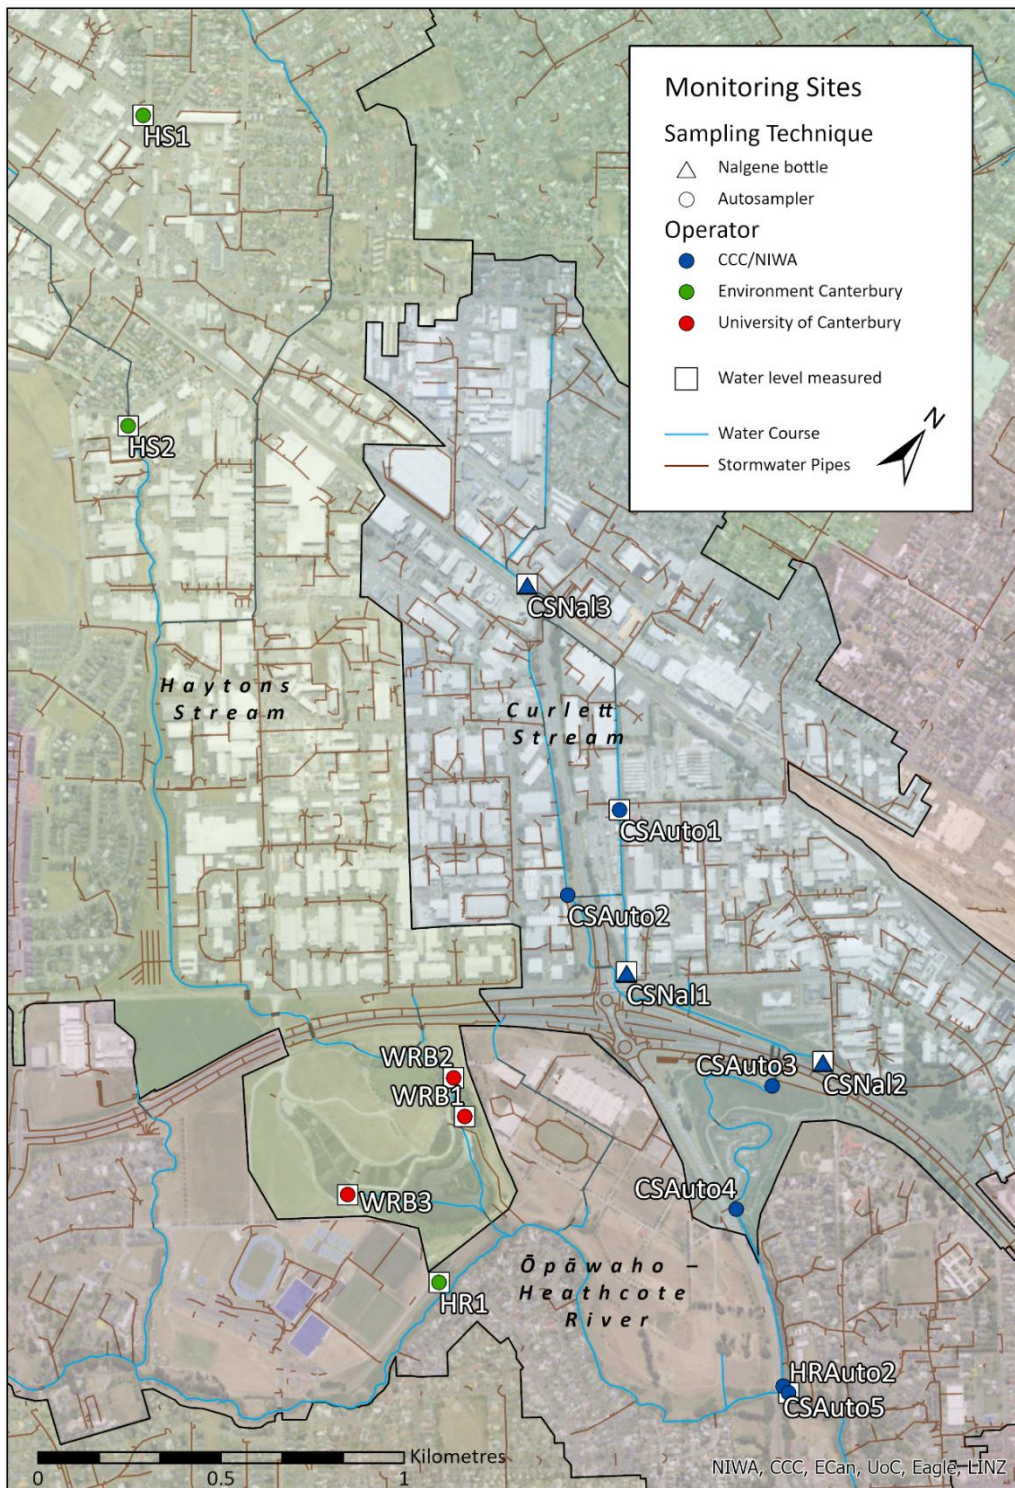 Monitoring Sites
Sampling Technique
Nalgene bottle
Autosampler
Operator
CCC/NIWA
Environment Canterbury
University of Canterbury
Water level measured
Water Course
Stormwater Pipes
N
HS1
HS2
CSNal3
Haytons
Stream
Curlett
Stream
CSAuto1
CSAuto2
CSNal1
WRB2
CSAuto3
CSNal2
WRB1
WRB3
CSAuto4
Ōpāwaho –
Heathcote
River
HR1
HRAuto2
CSAuto5
Kilometres
0 0.5 1
NIWA, CCC, ECan, UoC, Eagle, LINZ